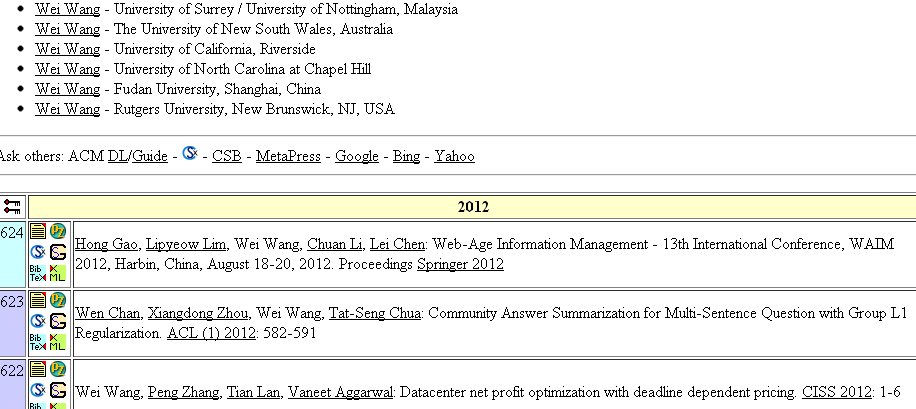 Wei Wang - University of Surrey / University of Nottingham, Malaysia
Wei Wang - The University of New South Wales, Australia
Wei Wang - University of California, Riverside
Wei Wang - University of North Carolina at Chapel Hill
Wei Wang - Fudan University, Shanghai, China
Wei Wang - Rutgers University, New Brunswick, NJ, USA
Ask others: ACM DL/Guide - - CSB - MetaPress - Google - Bing - Yahoo
2012
624
Hong Gao, Lipyeow Lim, Wei Wang, Chuan Li, Lei Chen: Web-Age Information Management - 13th International Conference, WAIM
2012, Harbin, China, August 18-20, 2012. Proceedings Springer 2012
Bib TeX
K ML
623
Wen Chan, Xiangdong Zhou, Wei Wang, Tat-Seng Chua: Community Answer Summarization for Multi-Sentence Question with Group L1
Regularization. ACL (1) 2012: 582-591
Bib TeX
K ML
622
Wei Wang, Peng Zhang, Tian Lan, Vaneet Aggarwal: Datacenter net profit optimization with deadline dependent pricing. CISS 2012: 1-6